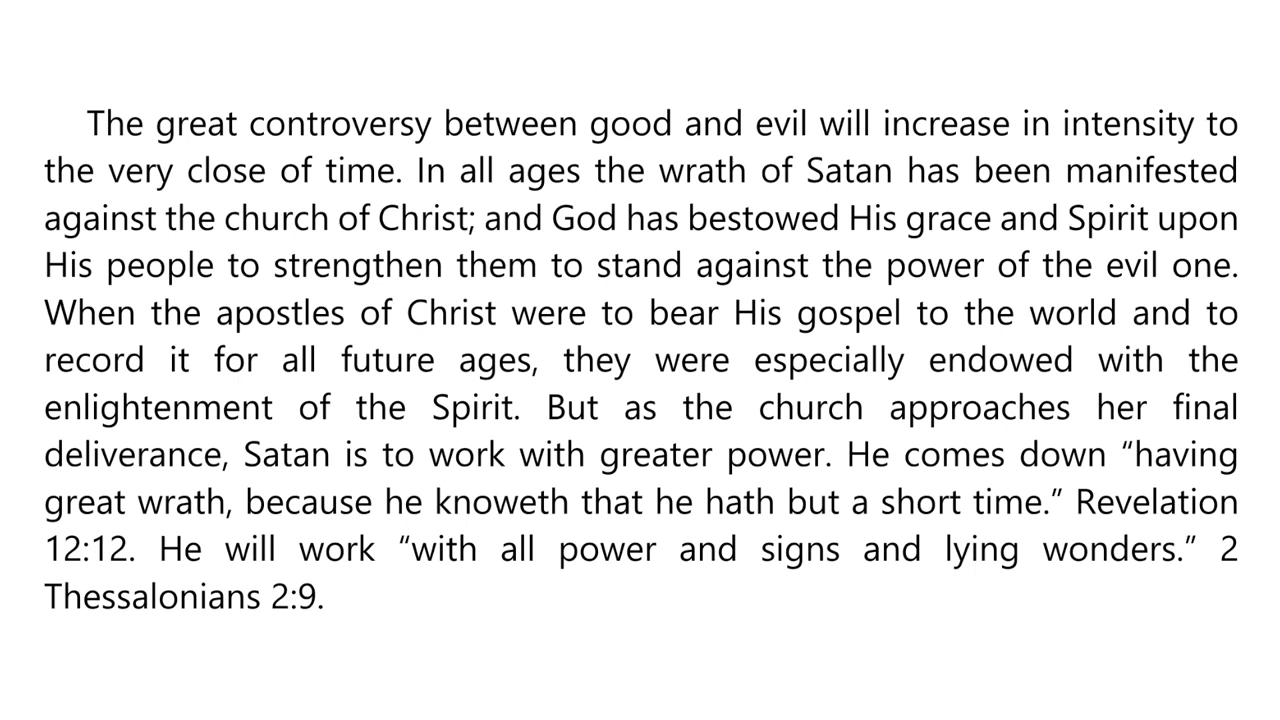 The great controversy between good and evil will increase in intensity to
the very close of time. In all ages the wrath of Satan has been manifested
against the church of Christ; and God has bestowed His grace and Spirit upon
His people to strengthen them to stand against the power of the evil one.
When the apostles of Christ were to bear His gospel to the world and to
record it for all future ages, they were especially endowed with the
enlightenment of the Spirit. But as the church approaches her final
deliverance, Satan is to work with greater power. He comes down “having
great wrath, because he knoweth that he hath but a short time.” Revelation
12:12. He will work “with all power and signs and lying wonders.” 2
Thessalonians 2:9.